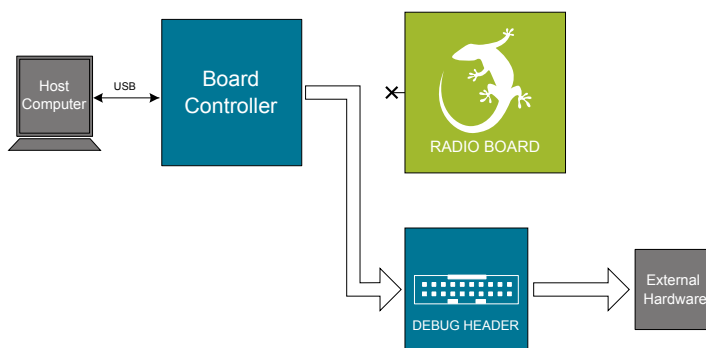 Host
Computer
USB
Board
Controller
RADIO BOARD
DEBUG HEADER
External
Hardware